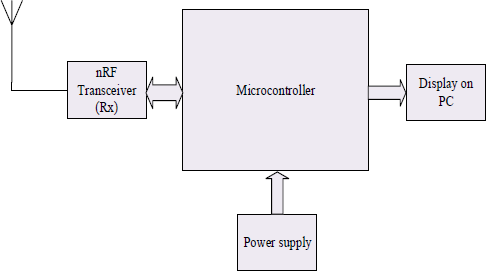 nRF
Transceiver
(Rx)
Microcontroller
Display on
PC
Power supply